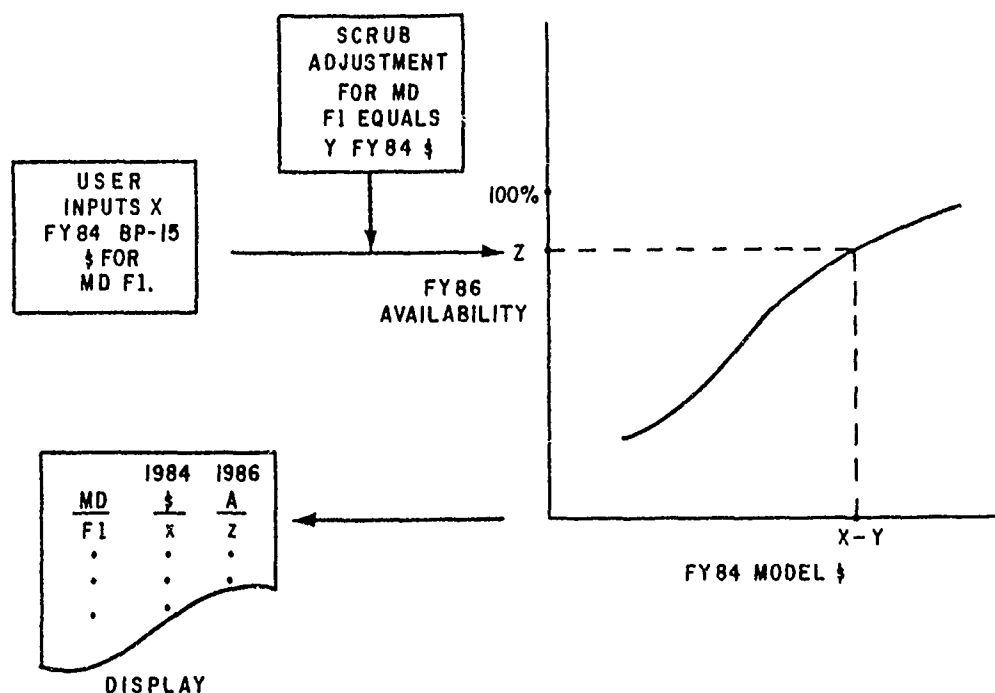 SCRUB
ADJUSTMENT
FOR MD
F1 EQUALS
Y FY84 $
USER
INPUTS X
FY84 BP-15
$ FOR
MD F1.
100%
Z
FY86
AVAILABILITY
X-Y
FY84 MODEL $
1984 1986
MD $ A
F1 x z
DISPLAY